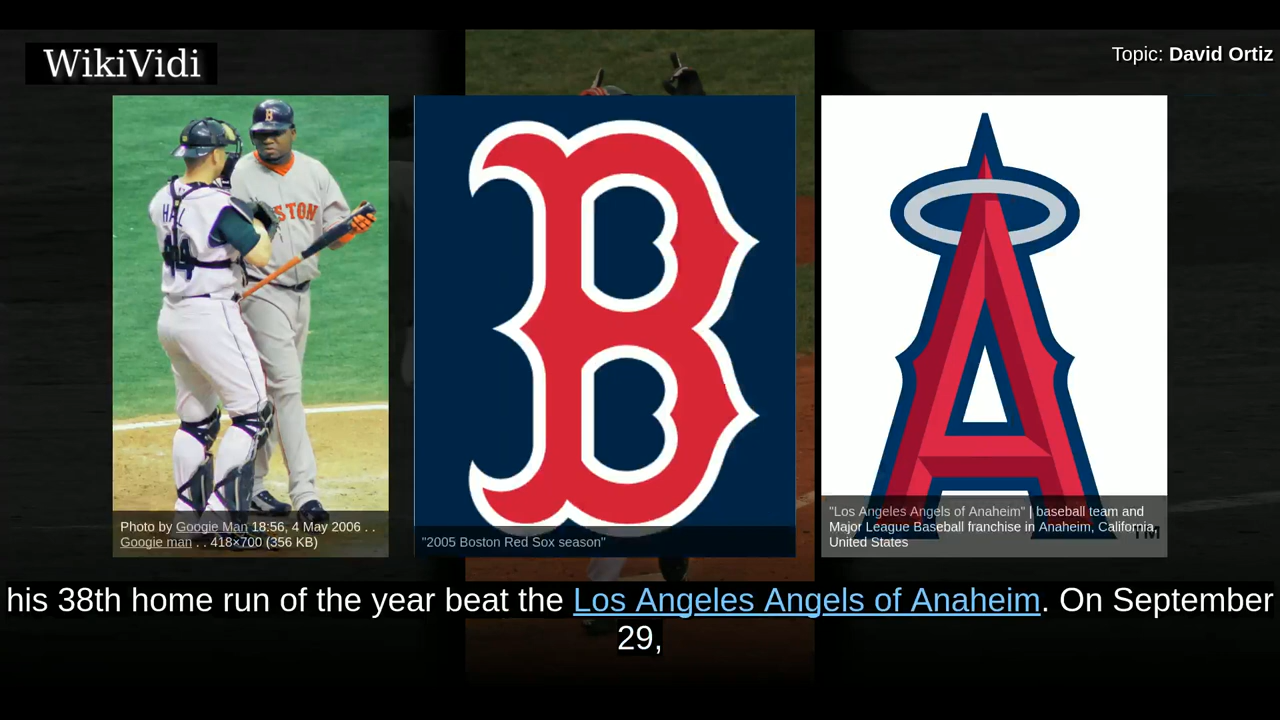 WikiVidi
Topic: David Ortiz
HALL
44
STON
B
Photo by Googie Man 18:56, 4 May 2006 . .
Googie man . . 418×700 (356 KB)
B
"2005 Boston Red Sox season"
A
"Los Angeles Angels of Anaheim" | baseball team and
Major League Baseball franchise in Anaheim, California,
United States
TM
his 38th home run of the year beat the Los Angeles Angels of Anaheim. On September
29,